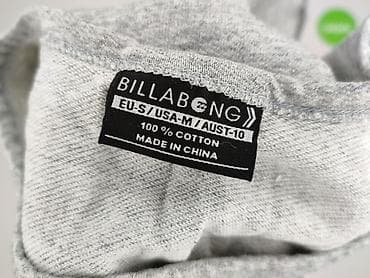 BILLABONG
EU-S / USA-M / AUST-10
100 % COTTON
MADE IN CHINA